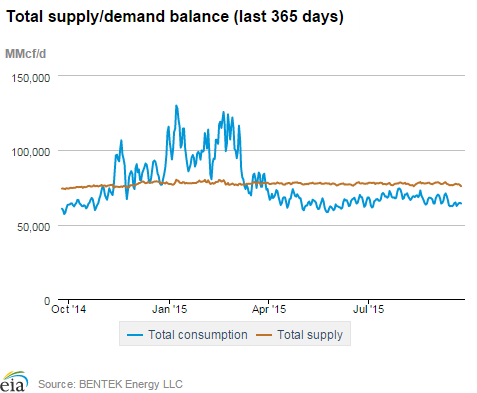 Total supply/demand balance (last 365 days)
MMcf/d
150,000
100,000
50,000
0
Oct '14 Jan '15 Apr '15 Jul '15
Total consumption Total supply
eia Source: BENTEK Energy LLC